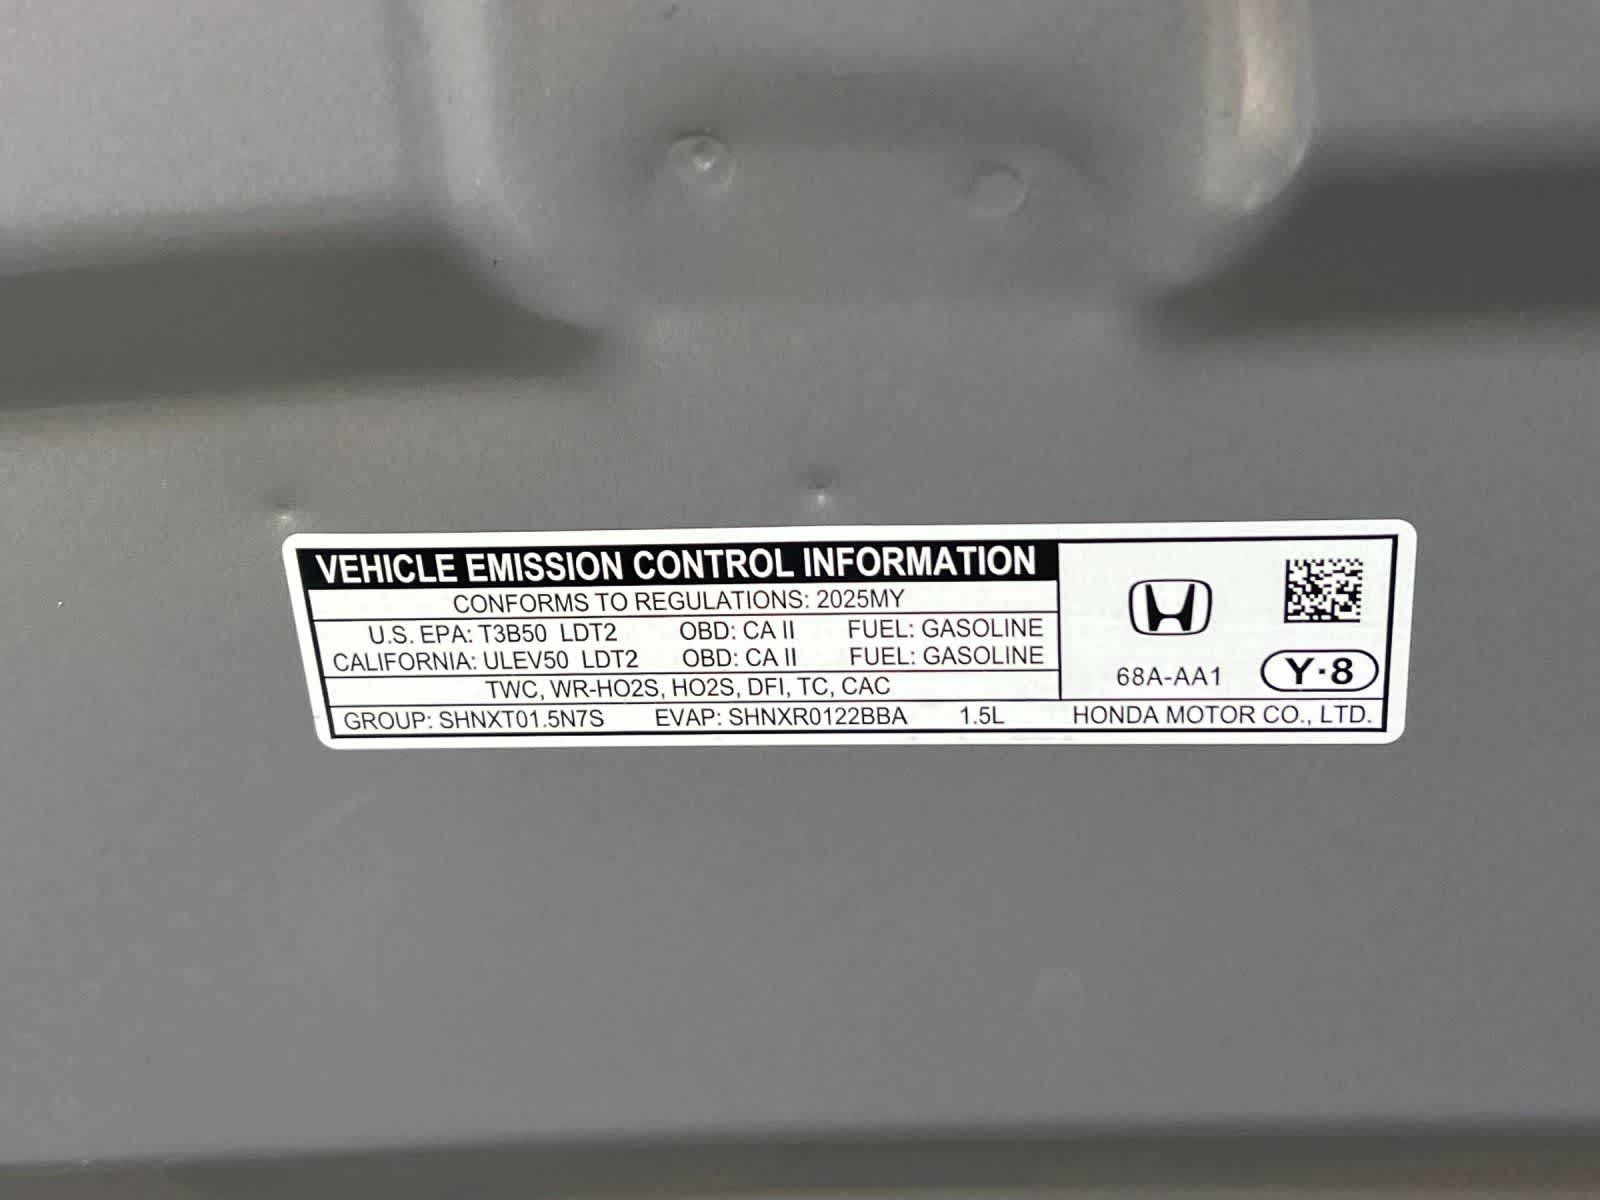 VEHICLE EMISSION CONTROL INFORMATION
CONFORMS TO REGULATIONS: 2025MY
U.S. EPA: T3B50 LDT2 OBD: CA II FUEL: GASOLINE
CALIFORNIA: ULEV50 LDT2 OBD: CA II FUEL: GASOLINE
TWC, WR-HO2S, HO2S, DFI, TC, CAC
68A-AA1 Y·8
GROUP: SHNXT01.5N7S EVAP: SHNXR0122BBA 1.5L HONDA MOTOR CO., LTD.